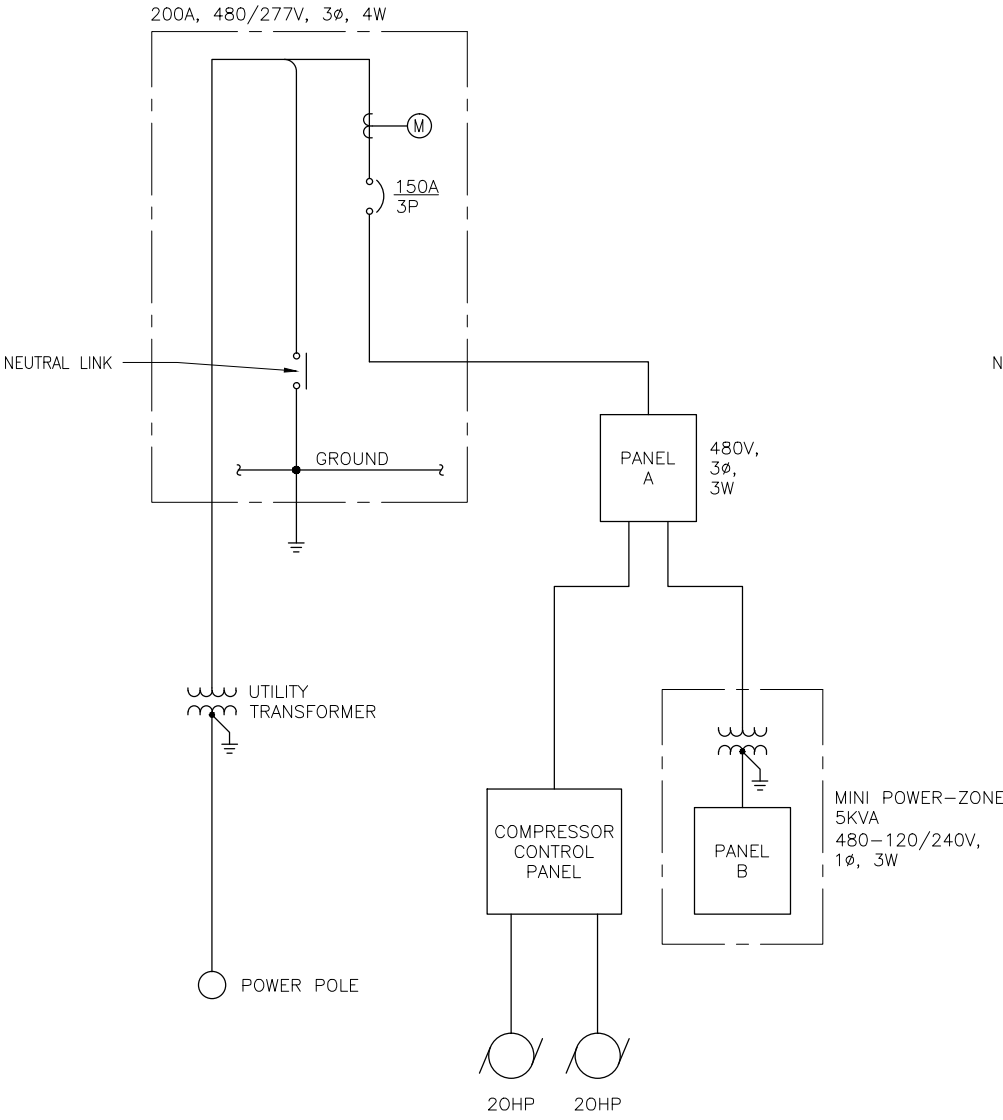 200A, 480/277V, 3ø, 4W
M
150A
3P
NEUTRAL LINK
N
GROUND
PANEL
A
480V,
3ø,
3W
UTILITY
TRANSFORMER
MINI POWER-ZONE
5KVA
480-120/240V,
1ø, 3W
COMPRESSOR
CONTROL
PANEL
PANEL
B
POWER POLE
20HP
20HP